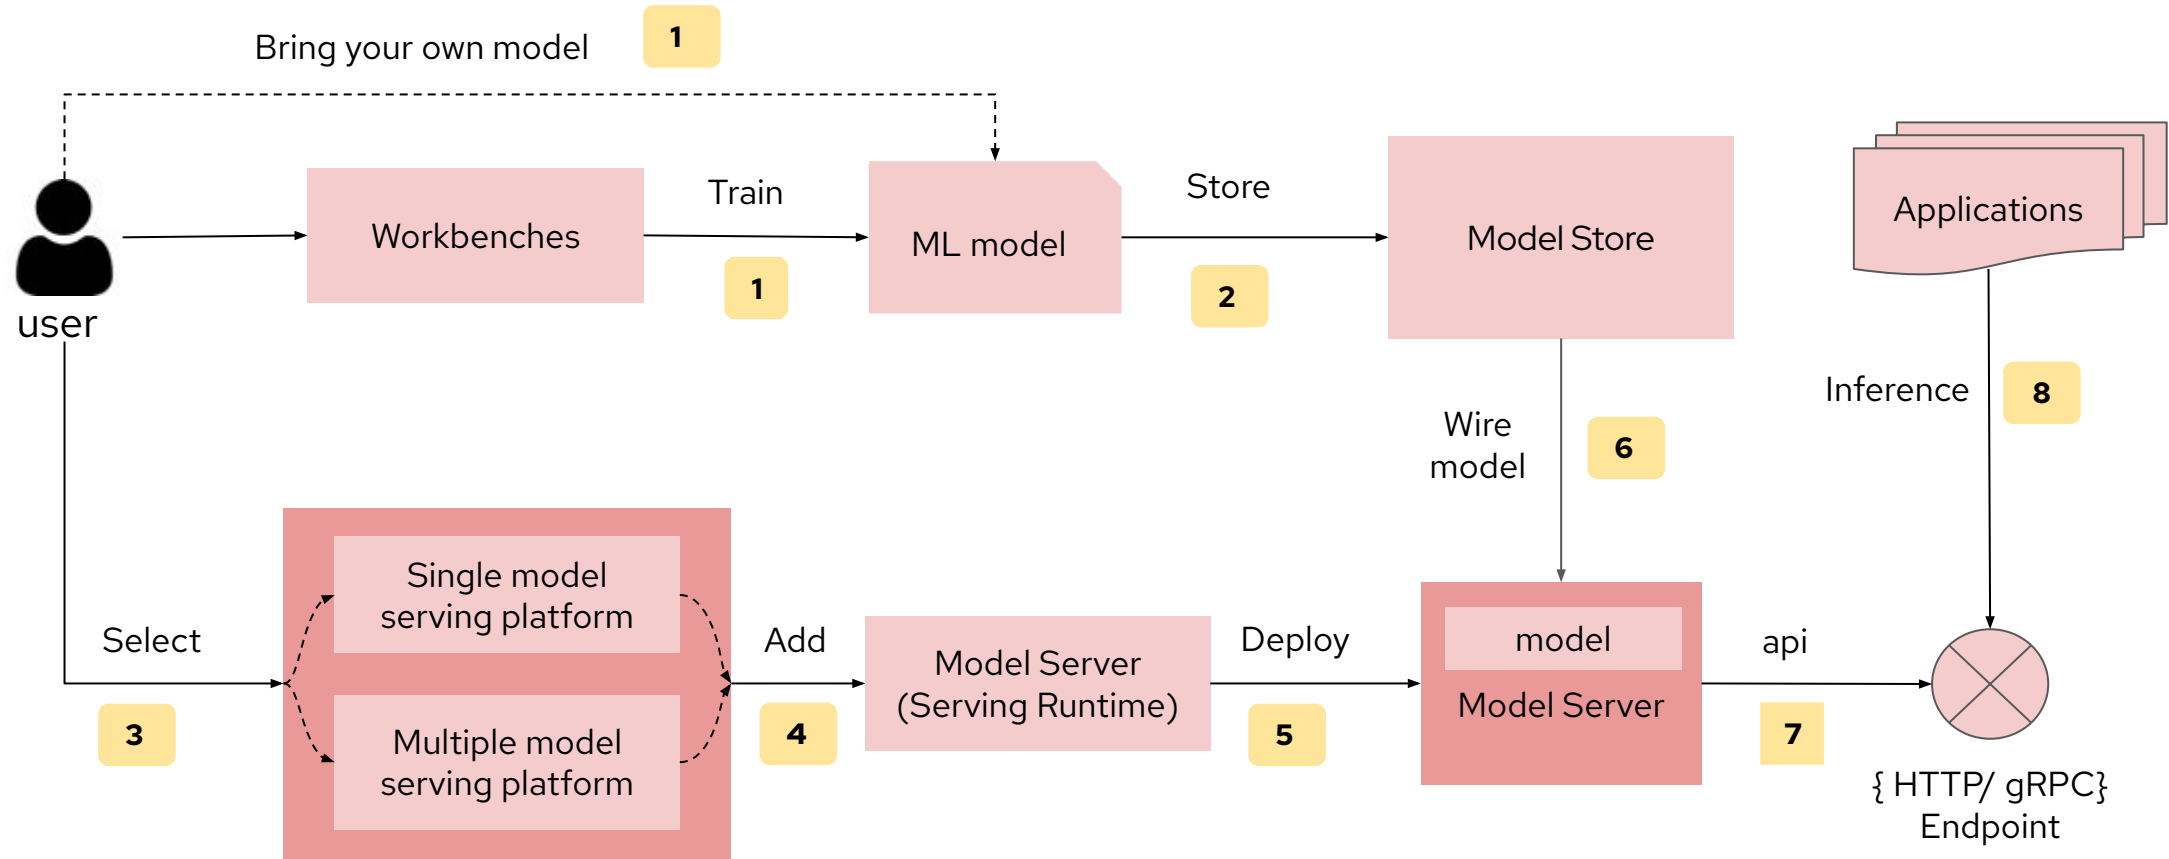 Bring your own model
1
user
Workbenches
Train
1
ML model
Store
2
Model Store
Applications
Wire
model
6
Inference
8
Select
3
Single model
serving platform
Multiple model
serving platform
Add
4
Model Server
(Serving Runtime)
Deploy
5
model
Model Server
api
7
{ HTTP/ gRPC}
Endpoint